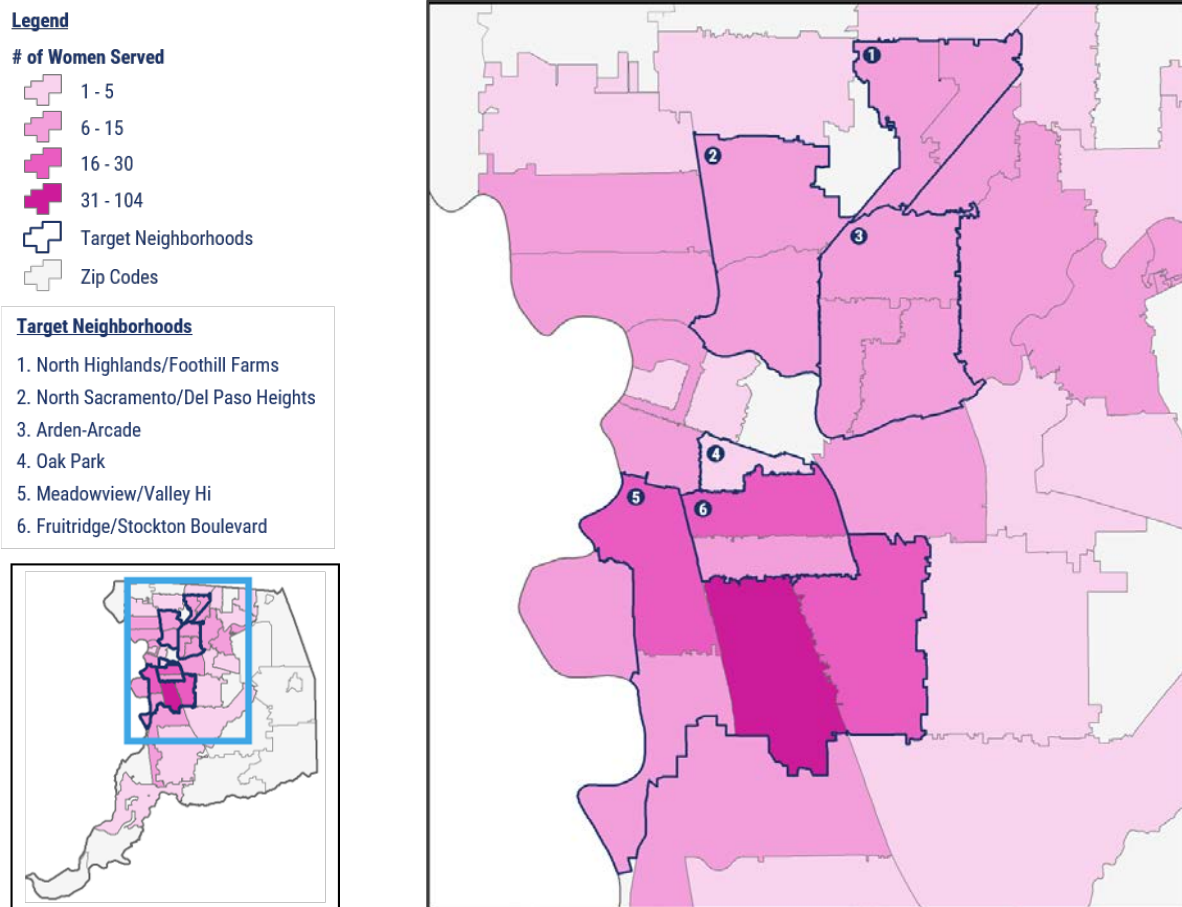 Legend
# of Women Served
1 - 5
6 - 15
16 - 30
31 - 104
Target Neighborhoods
Zip Codes
Target Neighborhoods
1. North Highlands/Foothill Farms
2. North Sacramento/Del Paso Heights
3. Arden-Arcade
4. Oak Park
5. Meadowview/Valley Hi
6. Fruitridge/Stockton Boulevard
1
2
3
4
5
6